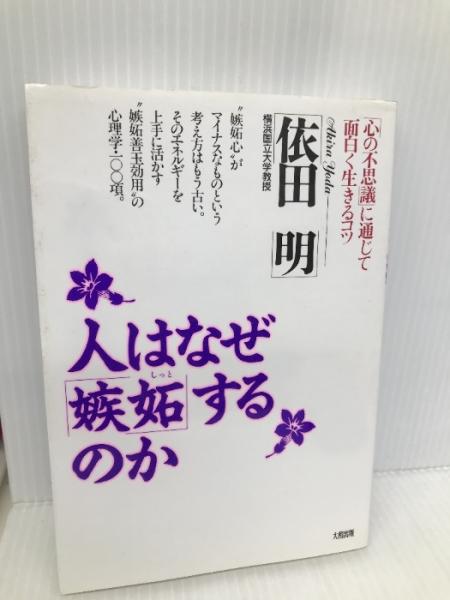 「心の不思議」に通じて
面白く生きるコツ
Akira Yoda
「依田 明」
横浜国立大学教授
“嫉妬心”が
マイナスなものという
考え方はもう古い。
そのエネルギーを
上手に活かす
“嫉妬善玉効用”の
心理学・一〇〇項。
人はなぜ
「嫉妬」する
しっと
のか
大和出版